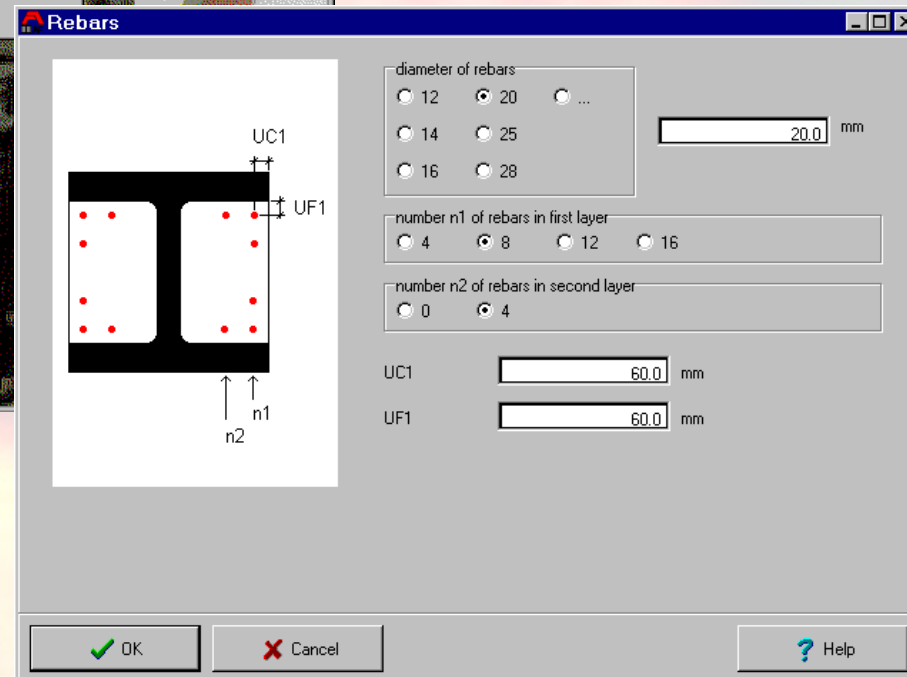 Rebars
UC1
UF1
n1
n2
diameter of rebars
12 20 ...
14 25
16 28
20.0 mm
number n1 of rebars in first layer
4 8 12 16
number n2 of rebars in second layer
0 4
UC1 60.0 mm
UF1 60.0 mm
OK Cancel ? Help